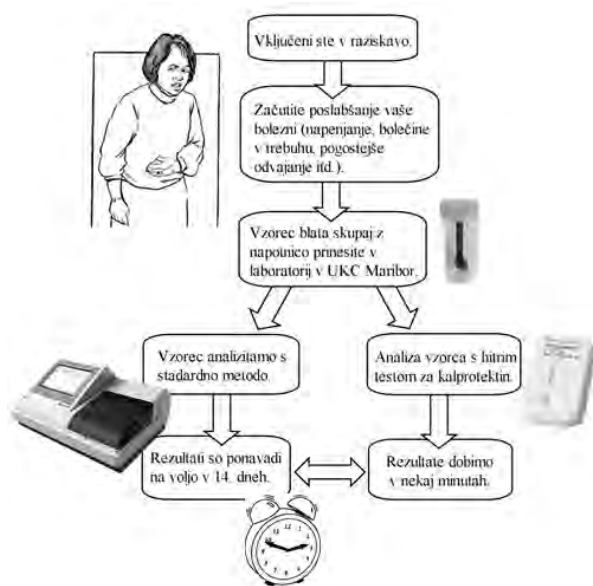 Vključeni ste v raziskavo.
Začutite poslabšanje vaše
bolezni (napenjanje, bolečine
v trebuhu, pogostejše
odvajanje itd.).
Vzorec blata skupaj z
napotnico prinesite v
laboratorij v UKC Maribor.
Vzorec analizitamo s
stadardno metodo.
Analiza vzorca s hitrim
testom za kalprotektin.
Rezultati so ponavadi
na voljo v 14. dneh.
Rezultate dobimo
v nekaj minutah.